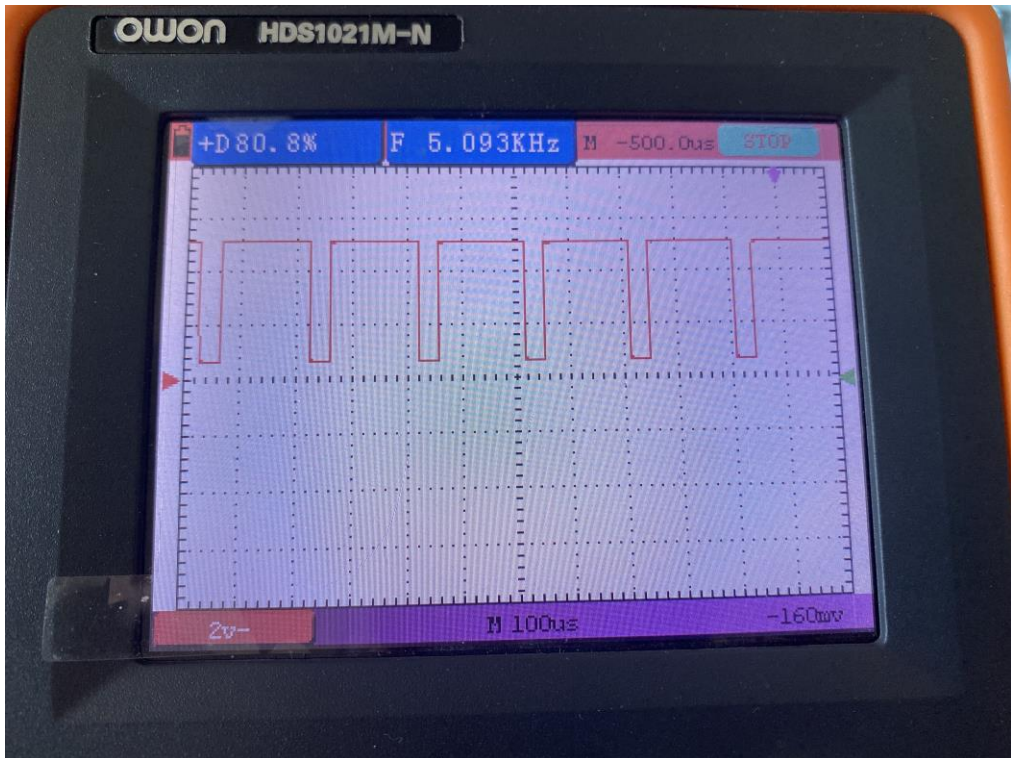 owon HDS1021M-N
+D80.8% F 5.093KHz M -500.0us STOP
2v- M 100us -160mv